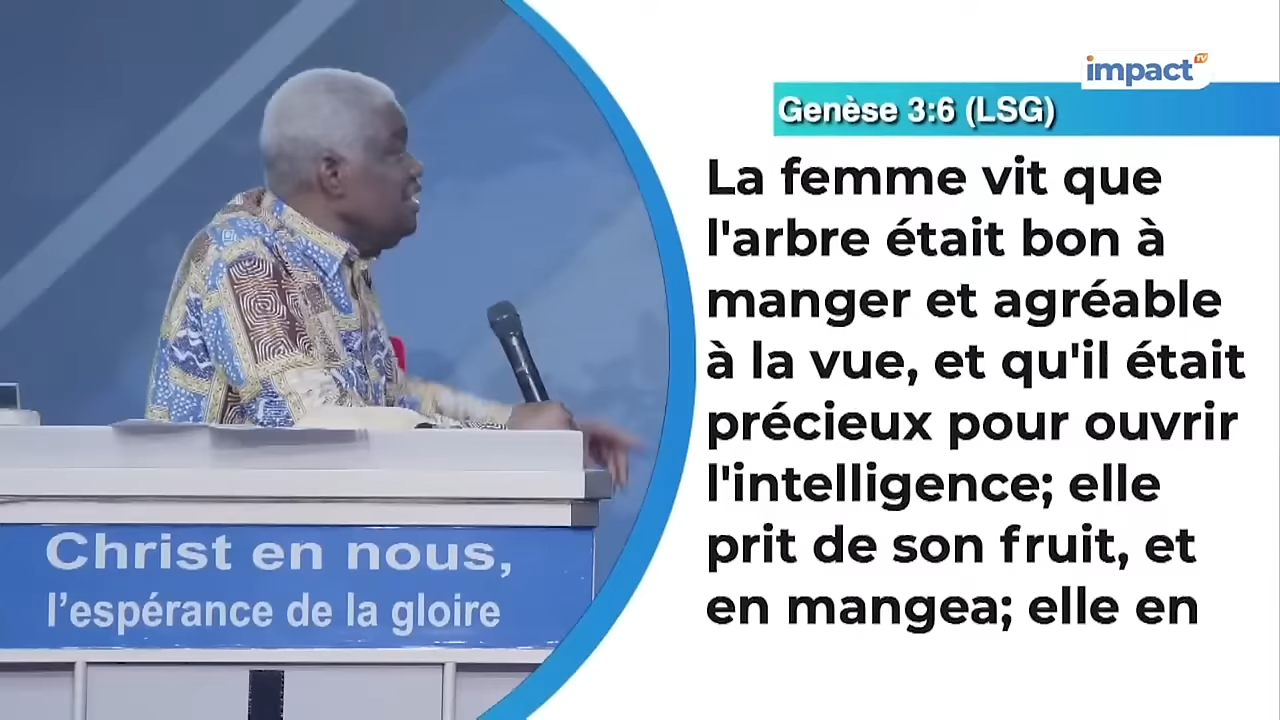 impact TV
Genèse 3:6 (LSG)
La femme vit que
l'arbre était bon à
manger et agréable
à la vue, et qu'il était
précieux pour ouvrir
l'intelligence; elle
prit de son fruit, et
en mangea; elle en
Christ en nous,
l’espérance de la gloire